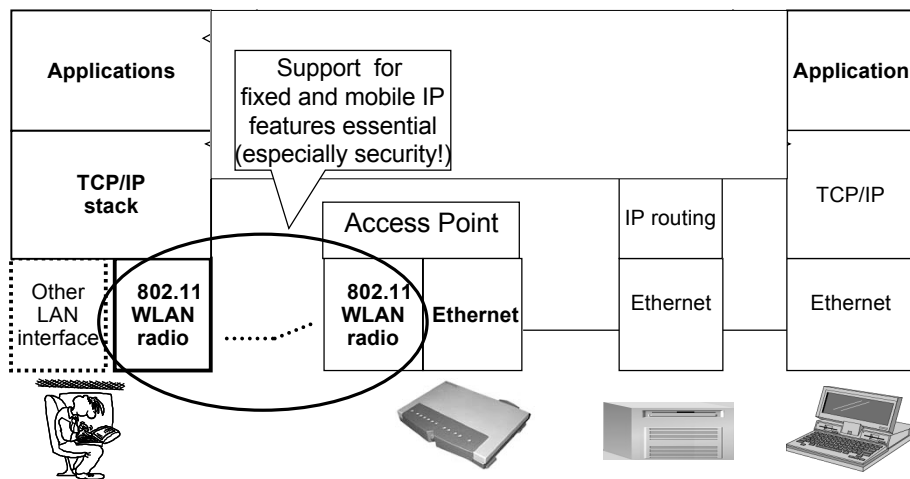 Applications
Application
Support for
fixed and mobile IP
features essential
(especially security!)
TCP/IP
stack
Access Point
IP routing
TCP/IP
Other
LAN
interface
802.11
WLAN
radio
802.11
WLAN
radio
Ethernet
Ethernet
Ethernet